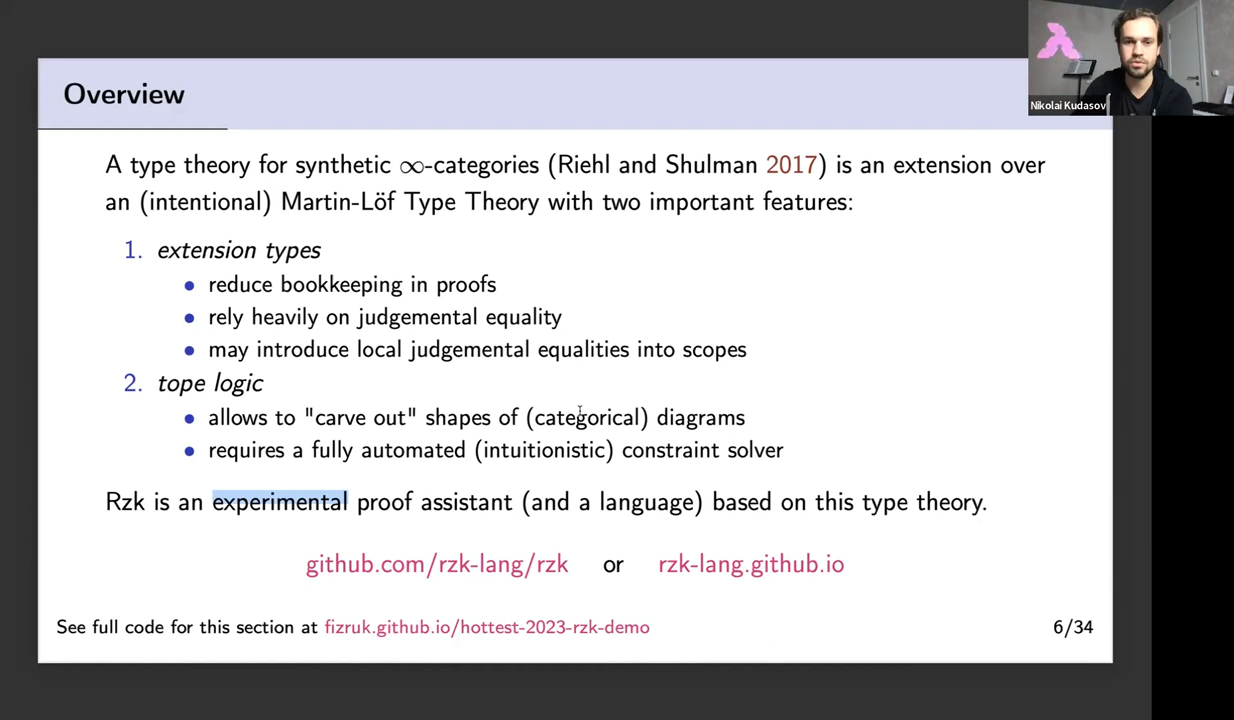 Overview
Nikolai Kudasov
A type theory for synthetic ∞-categories (Riehl and Shulman 2017) is an extension over
an (intentional) Martin-Löf Type Theory with two important features:
1. extension types
• reduce bookkeeping in proofs
• rely heavily on judgemental equality
• may introduce local judgemental equalities into scopes
2. tope logic
• allows to "carve out" shapes of (categorical) diagrams
• requires a fully automated (intuitionistic) constraint solver
Rzk is an experimental proof assistant (and a language) based on this type theory.
github.com/rzk-lang/rzk or rzk-lang.github.io
See full code for this section at fizruk.github.io/hottest-2023-rzk-demo 6/34